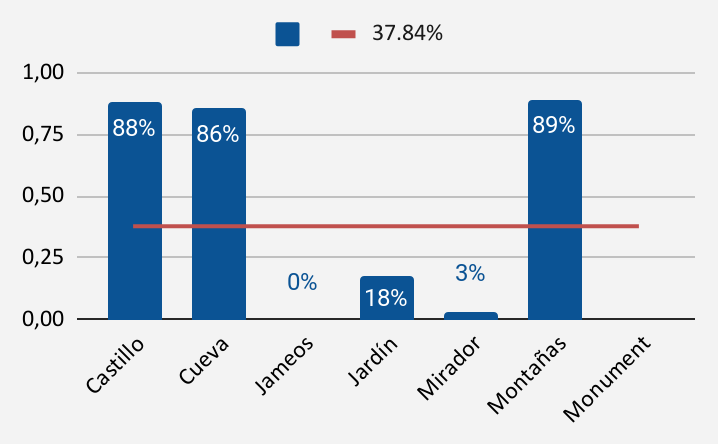 37.84%
1,00
0,75
0,50
0,25
0,00
88%
86%
0%
18%
3%
89%
Castillo
Cueva
Jameos
Jardín
Mirador
Montañas
Monument